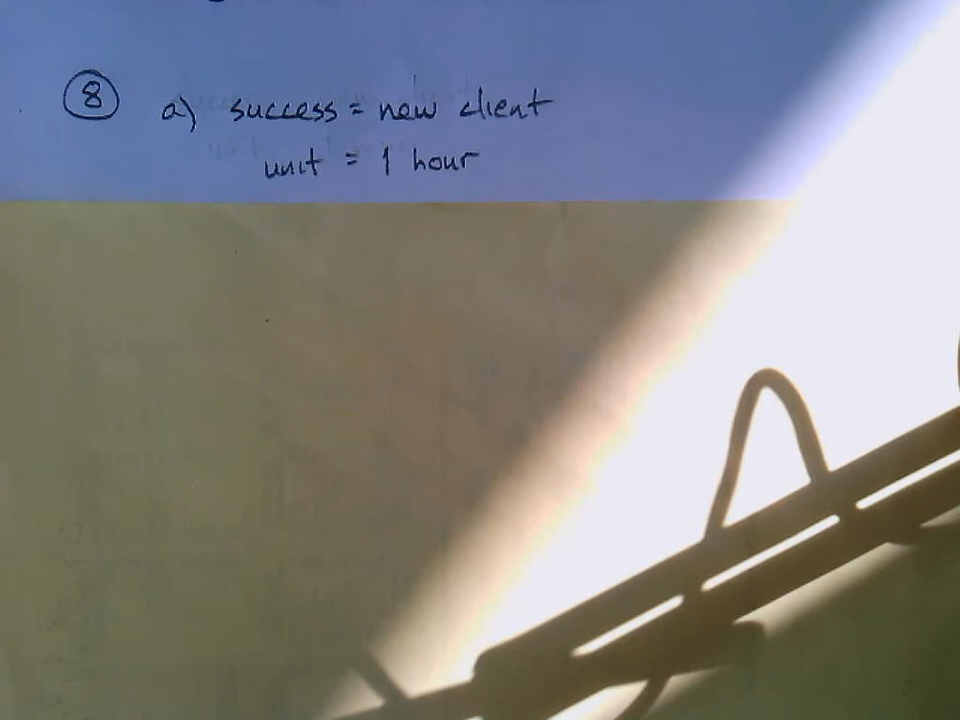 8 a) success = new client
unit = 1 hour